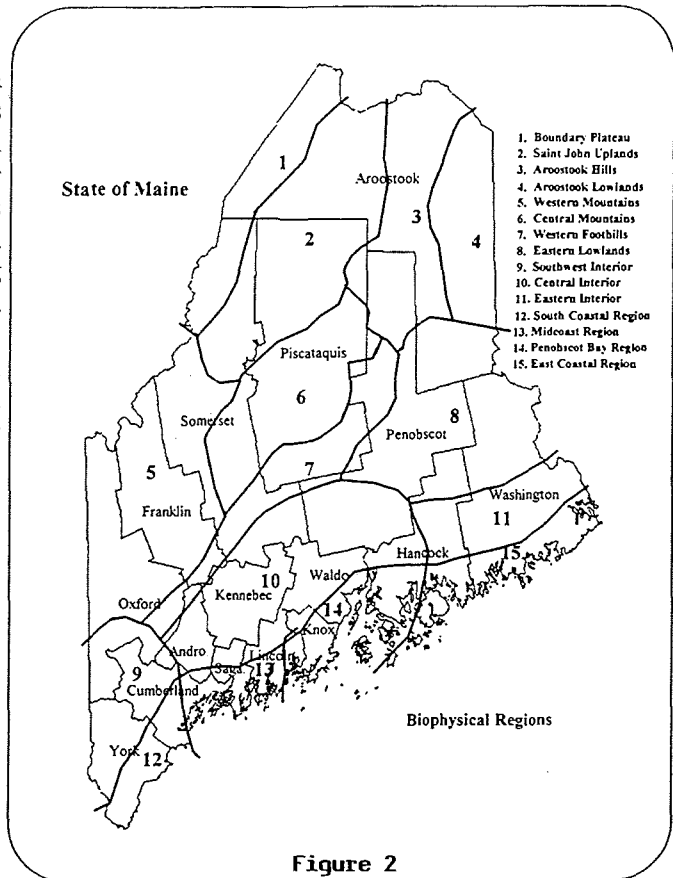 State of Maine
1. Boundary Plateau
2. Saint John Uplands
3. Aroostook Hills
4. Aroostook Lowlands
5. Western Mountains
6. Central Mountains
7. Western Foothills
8. Eastern Lowlands
9. Southwest Interior
10. Central Interior
11. Eastern Interior
12. South Coastal Region
13. Midcoast Region
14. Penobscot Bay Region
15. East Coastal Region
1
Aroostook
2
3
4
Piscataquis
6
Somerset
8
Penobscot
5
7
Franklin
Washington
11
Hancock
15
10
Waldo
Kennebec
Oxford
14
Knox
Andro
Lincoln
Saga.
13
9
Cumberland
Biophysical Regions
York
12
Figure 2